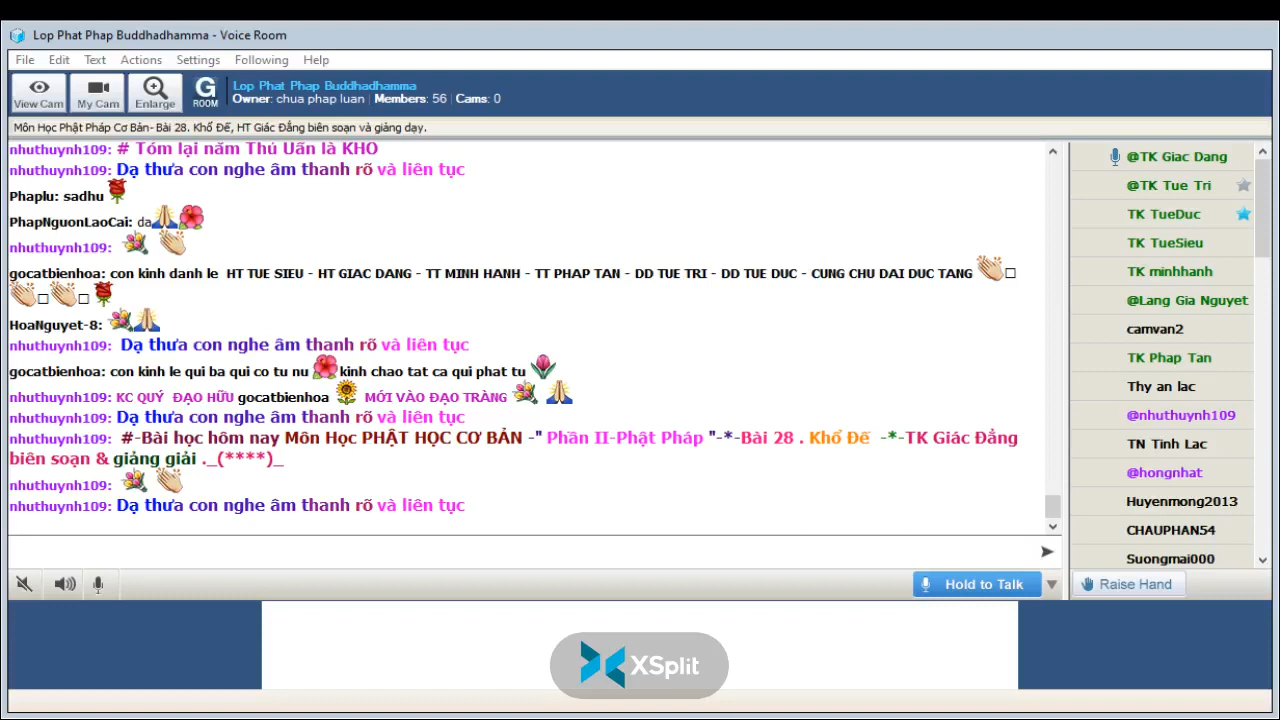 Lop Phat Phap Buddhadhamma - Voice Room
File Edit Text Actions Settings Following Help
View Cam My Cam Enlarge G ROOM
Lop Phat Phap Buddhadhamma
Owner: chua phap luan | Members: 56 | Cams: 0
Môn Học Phật Pháp Cơ Bản- Bài 28. Khổ Đế, HT Giác Đẳng biên soạn và giảng dạy.
nhuthuynh109: # Tóm lại năm Thủ Uẩn là KHO
nhuthuynh109: Dạ thưa con nghe âm thanh rõ và liên tục
Phaplu: sadhu
PhapNguonLaoCai: da
nhuthuynh109:
gocatbienhoa: con kinh danh le HT TUE SIEU - HT GIAC DANG - TT MINH HANH - TT PHAP TAN - DD TUE TRI - DD TUE DUC - CUNG CHU DAI DUC TANG
HoaNguyet-8:
nhuthuynh109: Dạ thưa con nghe âm thanh rõ và liên tục
gocatbienhoa: con kinh le qui ba qui co tu nu kinh chao tat ca qui phat tu
nhuthuynh109: KC QUÝ ĐẠO HỮU gocatbienhoa MỚI VÀO ĐẠO TRÀNG
nhuthuynh109: Dạ thưa con nghe âm thanh rõ và liên tục
nhuthuynh109: #-Bài học hôm nay Môn Học PHẬT HỌC CƠ BẢN -" Phần II-Phật Pháp "-*-Bài 28 . Khổ Đế -*-TK Giác Đẳng
biên soạn & giảng giải ._(****)_
nhuthuynh109:
nhuthuynh109: Dạ thưa con nghe âm thanh rõ và liên tục
@TK Giac Dang
@TK Tue Tri
TK TueDuc
TK TueSieu
TK minhhanh
@Lang Gia Nguyet
camvan2
TK Phap Tan
Thy an lac
@nhuthuynh109
TN Tinh Lac
@hongnhat
Huyenmong2013
CHAUPHAN54
Suongmai000
Hold to Talk
Raise Hand
XSplit